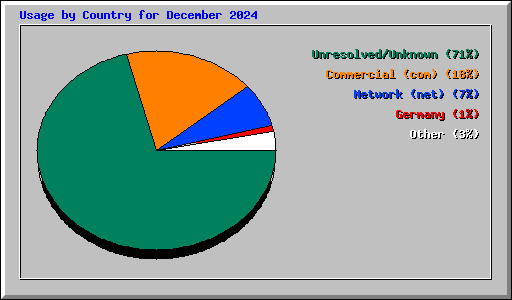 Usage by Country for December 2024
Unresolved/Unknown (71%)
Commercial (com) (18%)
Network (net) (7%)
Germany (1%)
Other (3%)